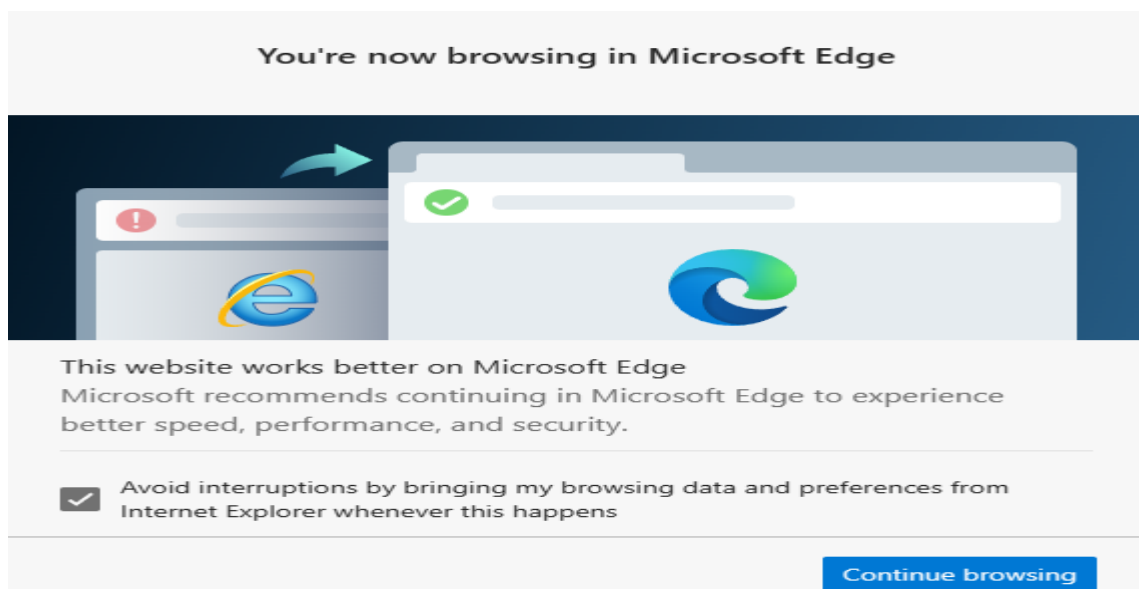 You're now browsing in Microsoft Edge
This website works better on Microsoft Edge
Microsoft recommends continuing in Microsoft Edge to experience
better speed, performance, and security.
Avoid interruptions by bringing my browsing data and preferences from
Internet Explorer whenever this happens
Continue browsing